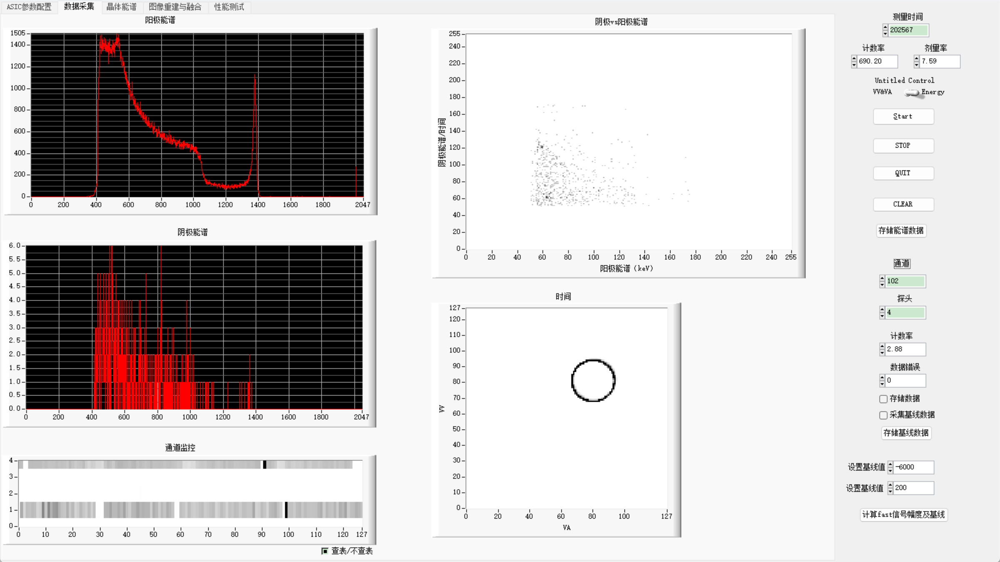 ASIC参数配置 数据采集 晶体能谱 图像重建与融合 性能测试
阳极能谱
1505
1400
1200
1000
800
600
400
200
0
0 200 400 600 800 1000 1200 1400 1600 1800 2047
阴极能谱
6.0
5.5
5.0
4.5
4.0
3.5
3.0
2.5
2.0
1.5
1.0
0.5
0.0
0 200 400 600 800 1000 1200 1400 1600 1800 2047
通道监控
4
3
2
1
0
0 10 20 30 40 50 60 70 80 90 100 110 120 127
查表/不查表
阴极vs阳极能谱
255
240
220
200
180
160
140
120
100
80
60
40
20
0
阴极能谱/时间
0 20 40 60 80 100 120 140 160 180 200 220 240 255
阳极能谱(keV)
时间
127
120
110
100
90
80
70
60
50
40
30
20
10
0
VV
0 20 40 60 80 100 127
VA
测量时间
202567
计数率 剂量率
690.20 7.59
Untitled Control
VV&VA Energy
Start
STOP
QUIT
CLEAR
存储能谱数据
通道
102
探头
4
计数率
2.88
数据错误
0
存储数据
采集基线数据
存储基线数据
设置基线值 -6000
设置基线值 200
计算fast信号幅度及基线